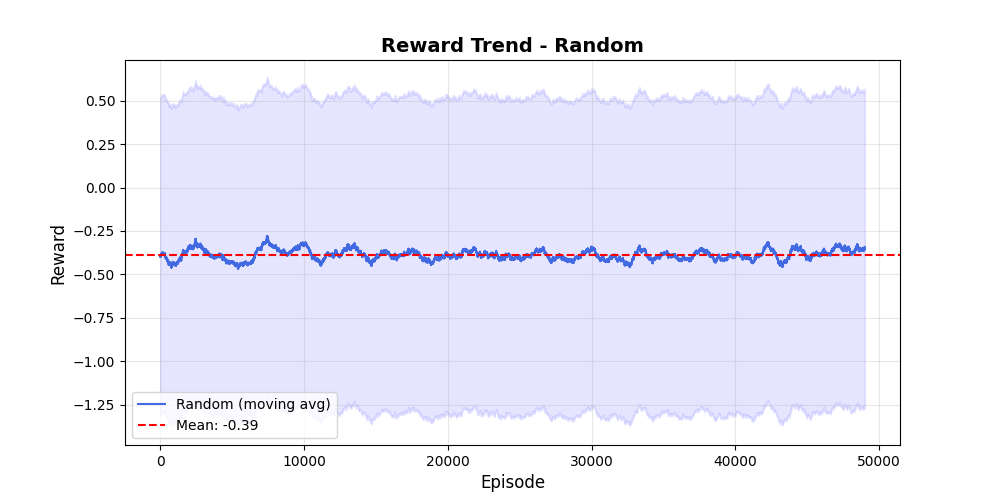 Reward Trend - Random
Reward
0.50
0.25
0.00
−0.25
−0.50
−0.75
−1.00
−1.25
Random (moving avg)
Mean: -0.39
0 10000 20000 30000 40000 50000
Episode